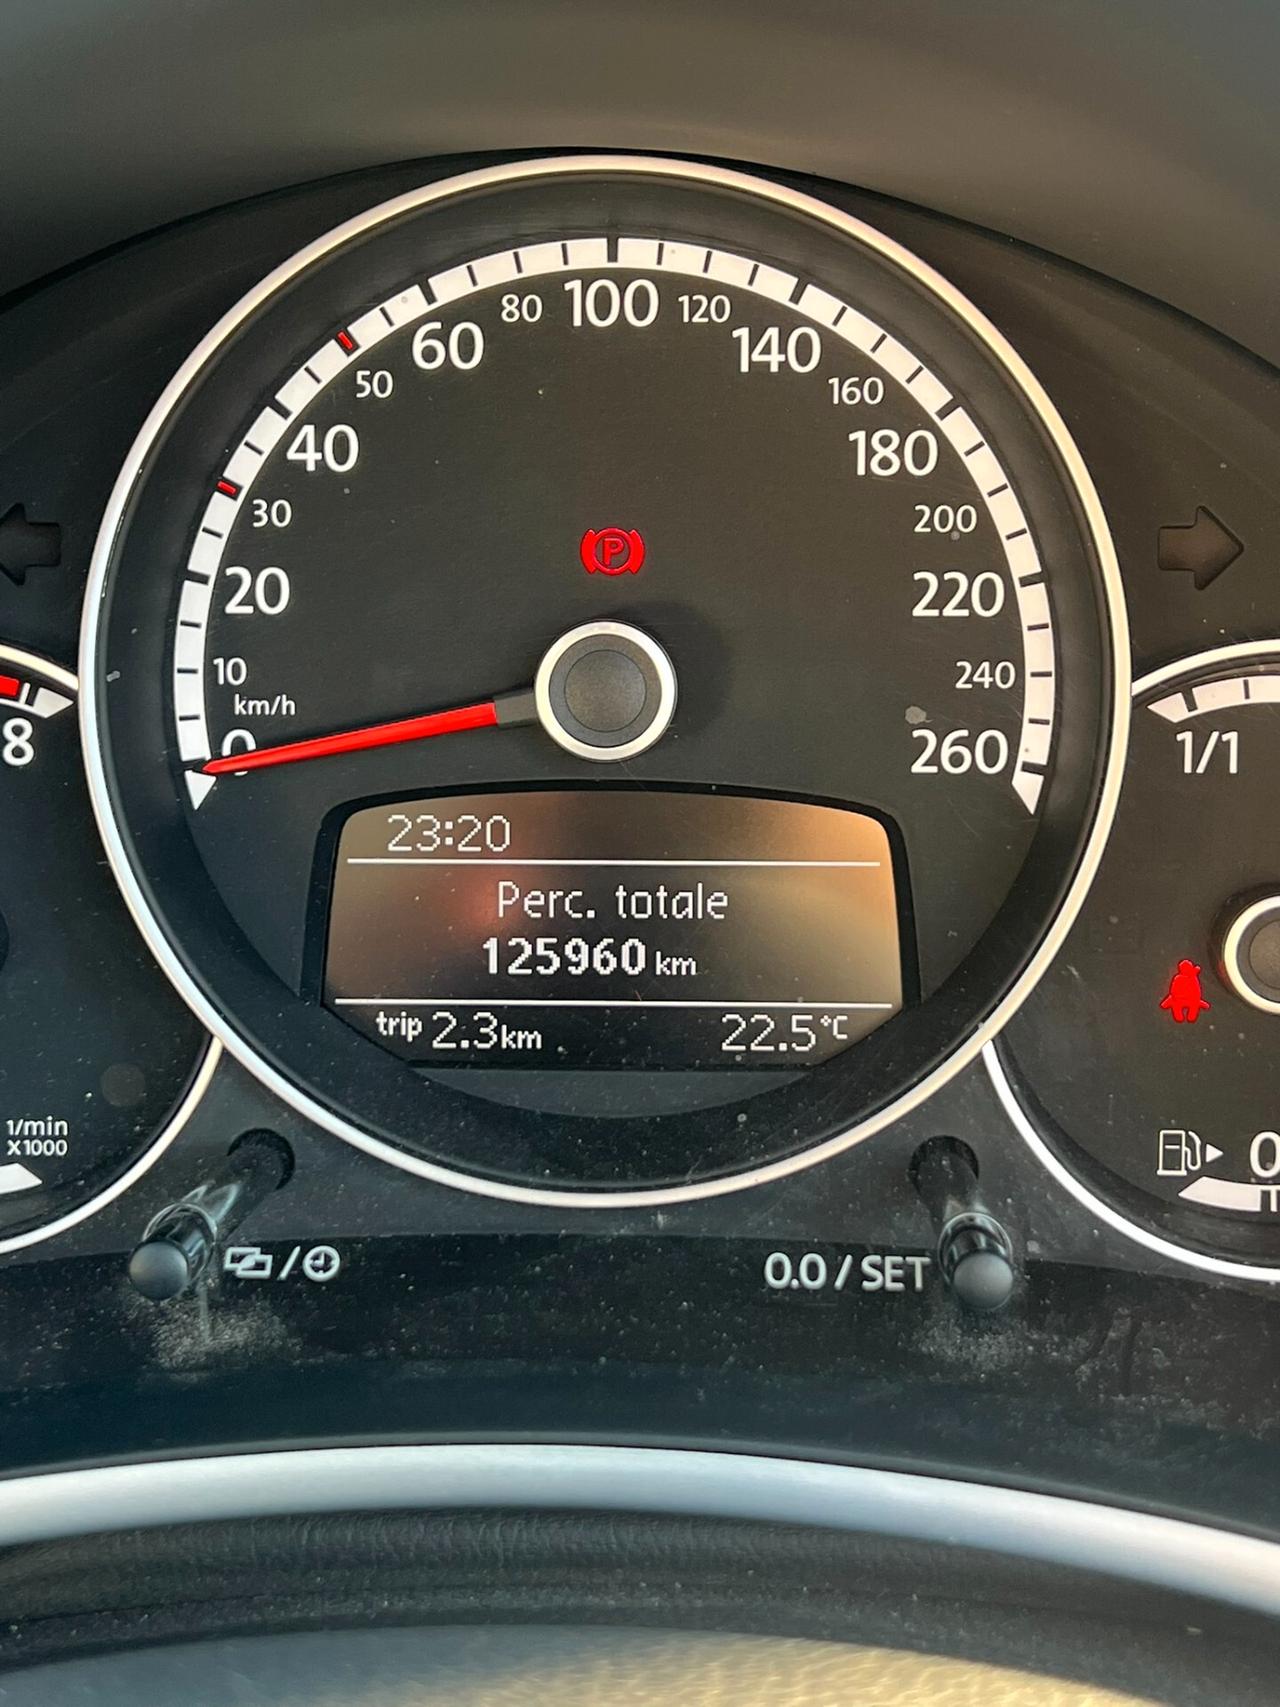 80 100 120
60 140
50 160
40 180
30 200
P
20 220
10 240
km/h
8 0 260 1/1
23:20
Perc. totale
125960 km
trip 2.3km 22.5°C
1/min
X1000
0
/
0.0 / SET